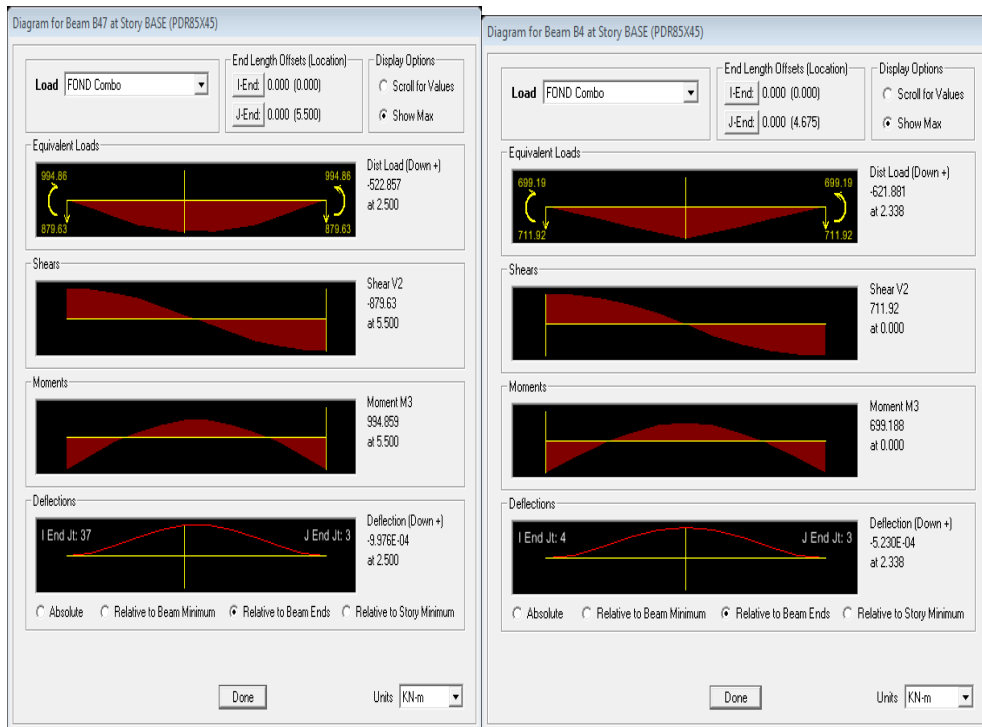 Diagram for Beam B47 at Story BASE (PDR85X45)
Load FOND Combo
End Length Offsets (Location)
I-End: 0.000 (0.000)
J-End: 0.000 (5.500)
Display Options
Scroll for Values
Show Max
Equivalent Loads
994.86 994.86
879.63 879.63
Dist Load (Down +)
-522.857
at 2.500
Shears
Shear V2
-879.63
at 5.500
Moments
Moment M3
994.859
at 5.500
Deflections
I End Jt: 37 J End Jt: 3
Deflection (Down +)
-9.976E-04
at 2.500
Absolute Relative to Beam Minimum Relative to Beam Ends Relative to Story Minimum
Done Units KN-m
Diagram for Beam B4 at Story BASE (PDR85X45)
Load FOND Combo
End Length Offsets (Location)
I-End: 0.000 (0.000)
J-End: 0.000 (4.675)
Display Options
Scroll for Values
Show Max
Equivalent Loads
699.19 699.19
711.92 711.92
Dist Load (Down +)
-621.881
at 2.338
Shears
Shear V2
711.92
at 0.000
Moments
Moment M3
699.188
at 0.000
Deflections
I End Jt: 4 J End Jt: 3
Deflection (Down +)
-5.230E-04
at 2.338
Absolute Relative to Beam Minimum Relative to Beam Ends Relative to Story Minimum
Done Units KN-m